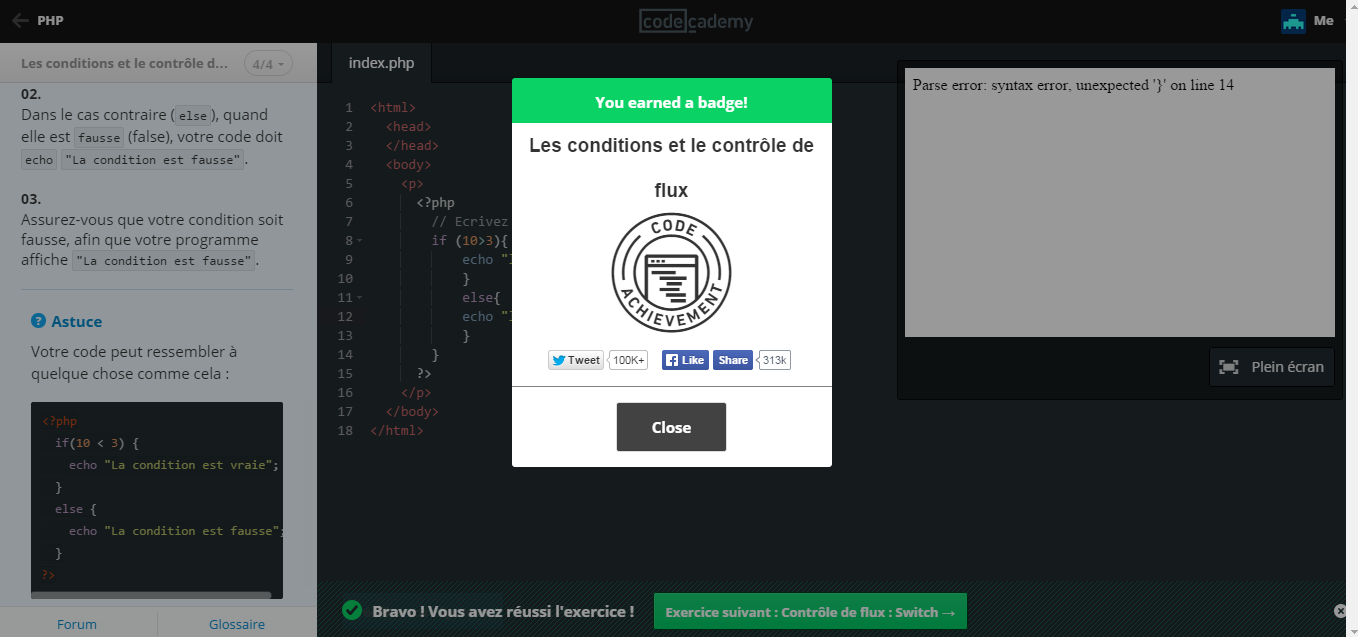 PHP
codecademy
Me
Les conditions et le contrôle d...
4/4
02.
Dans le cas contraire (else), quand
elle est fausse (false), votre code doit
echo "La condition est fausse".
03.
Assurez-vous que votre condition soit
fausse, afin que votre programme
affiche "La condition est fausse".
? Astuce
Votre code peut ressembler à
quelque chose comme cela :
<?php
if(10 < 3) {
echo "La condition est vraie";
}
else {
echo "La condition est fausse";
}
?>
Forum
Glossaire
index.php
1 <html>
2 <head>
3 </head>
4 <body>
5 <p>
6 <?php
7 // Ecrivez
8 if (10>3){
9 echo "
10 }
11 else{
12 echo "
13 }
14 }
15 ?>
16 </p>
17 </body>
18 </html>
You earned a badge!
Les conditions et le contrôle de
flux
CODE
ACHIEVEMENT
Tweet 100K+ Like Share 313k
Close
Parse error: syntax error, unexpected '}' on line 14
Plein écran
Bravo ! Vous avez réussi l'exercice !
Exercice suivant : Contrôle de flux : Switch →